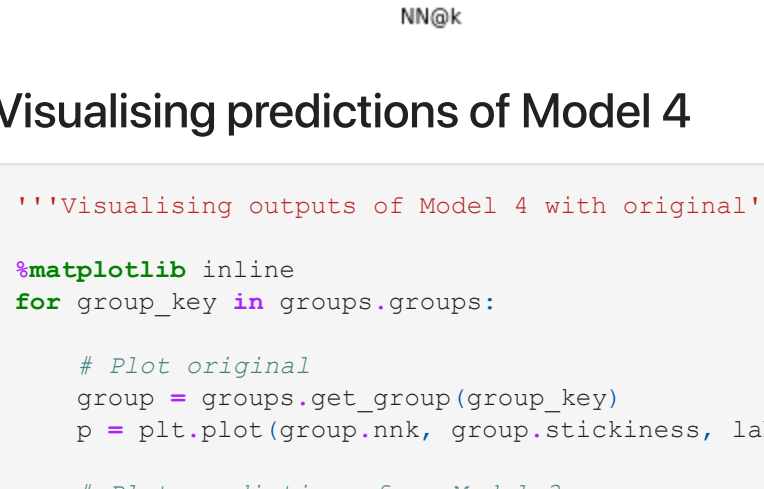 NN@k
Visualising predictions of Model 4
'''Visualising outputs of Model 4 with original'
%matplotlib inline
for group_key in groups.groups:
# Plot original
group = groups.get_group(group_key)
p = plt.plot(group.nnk, group.stickiness,